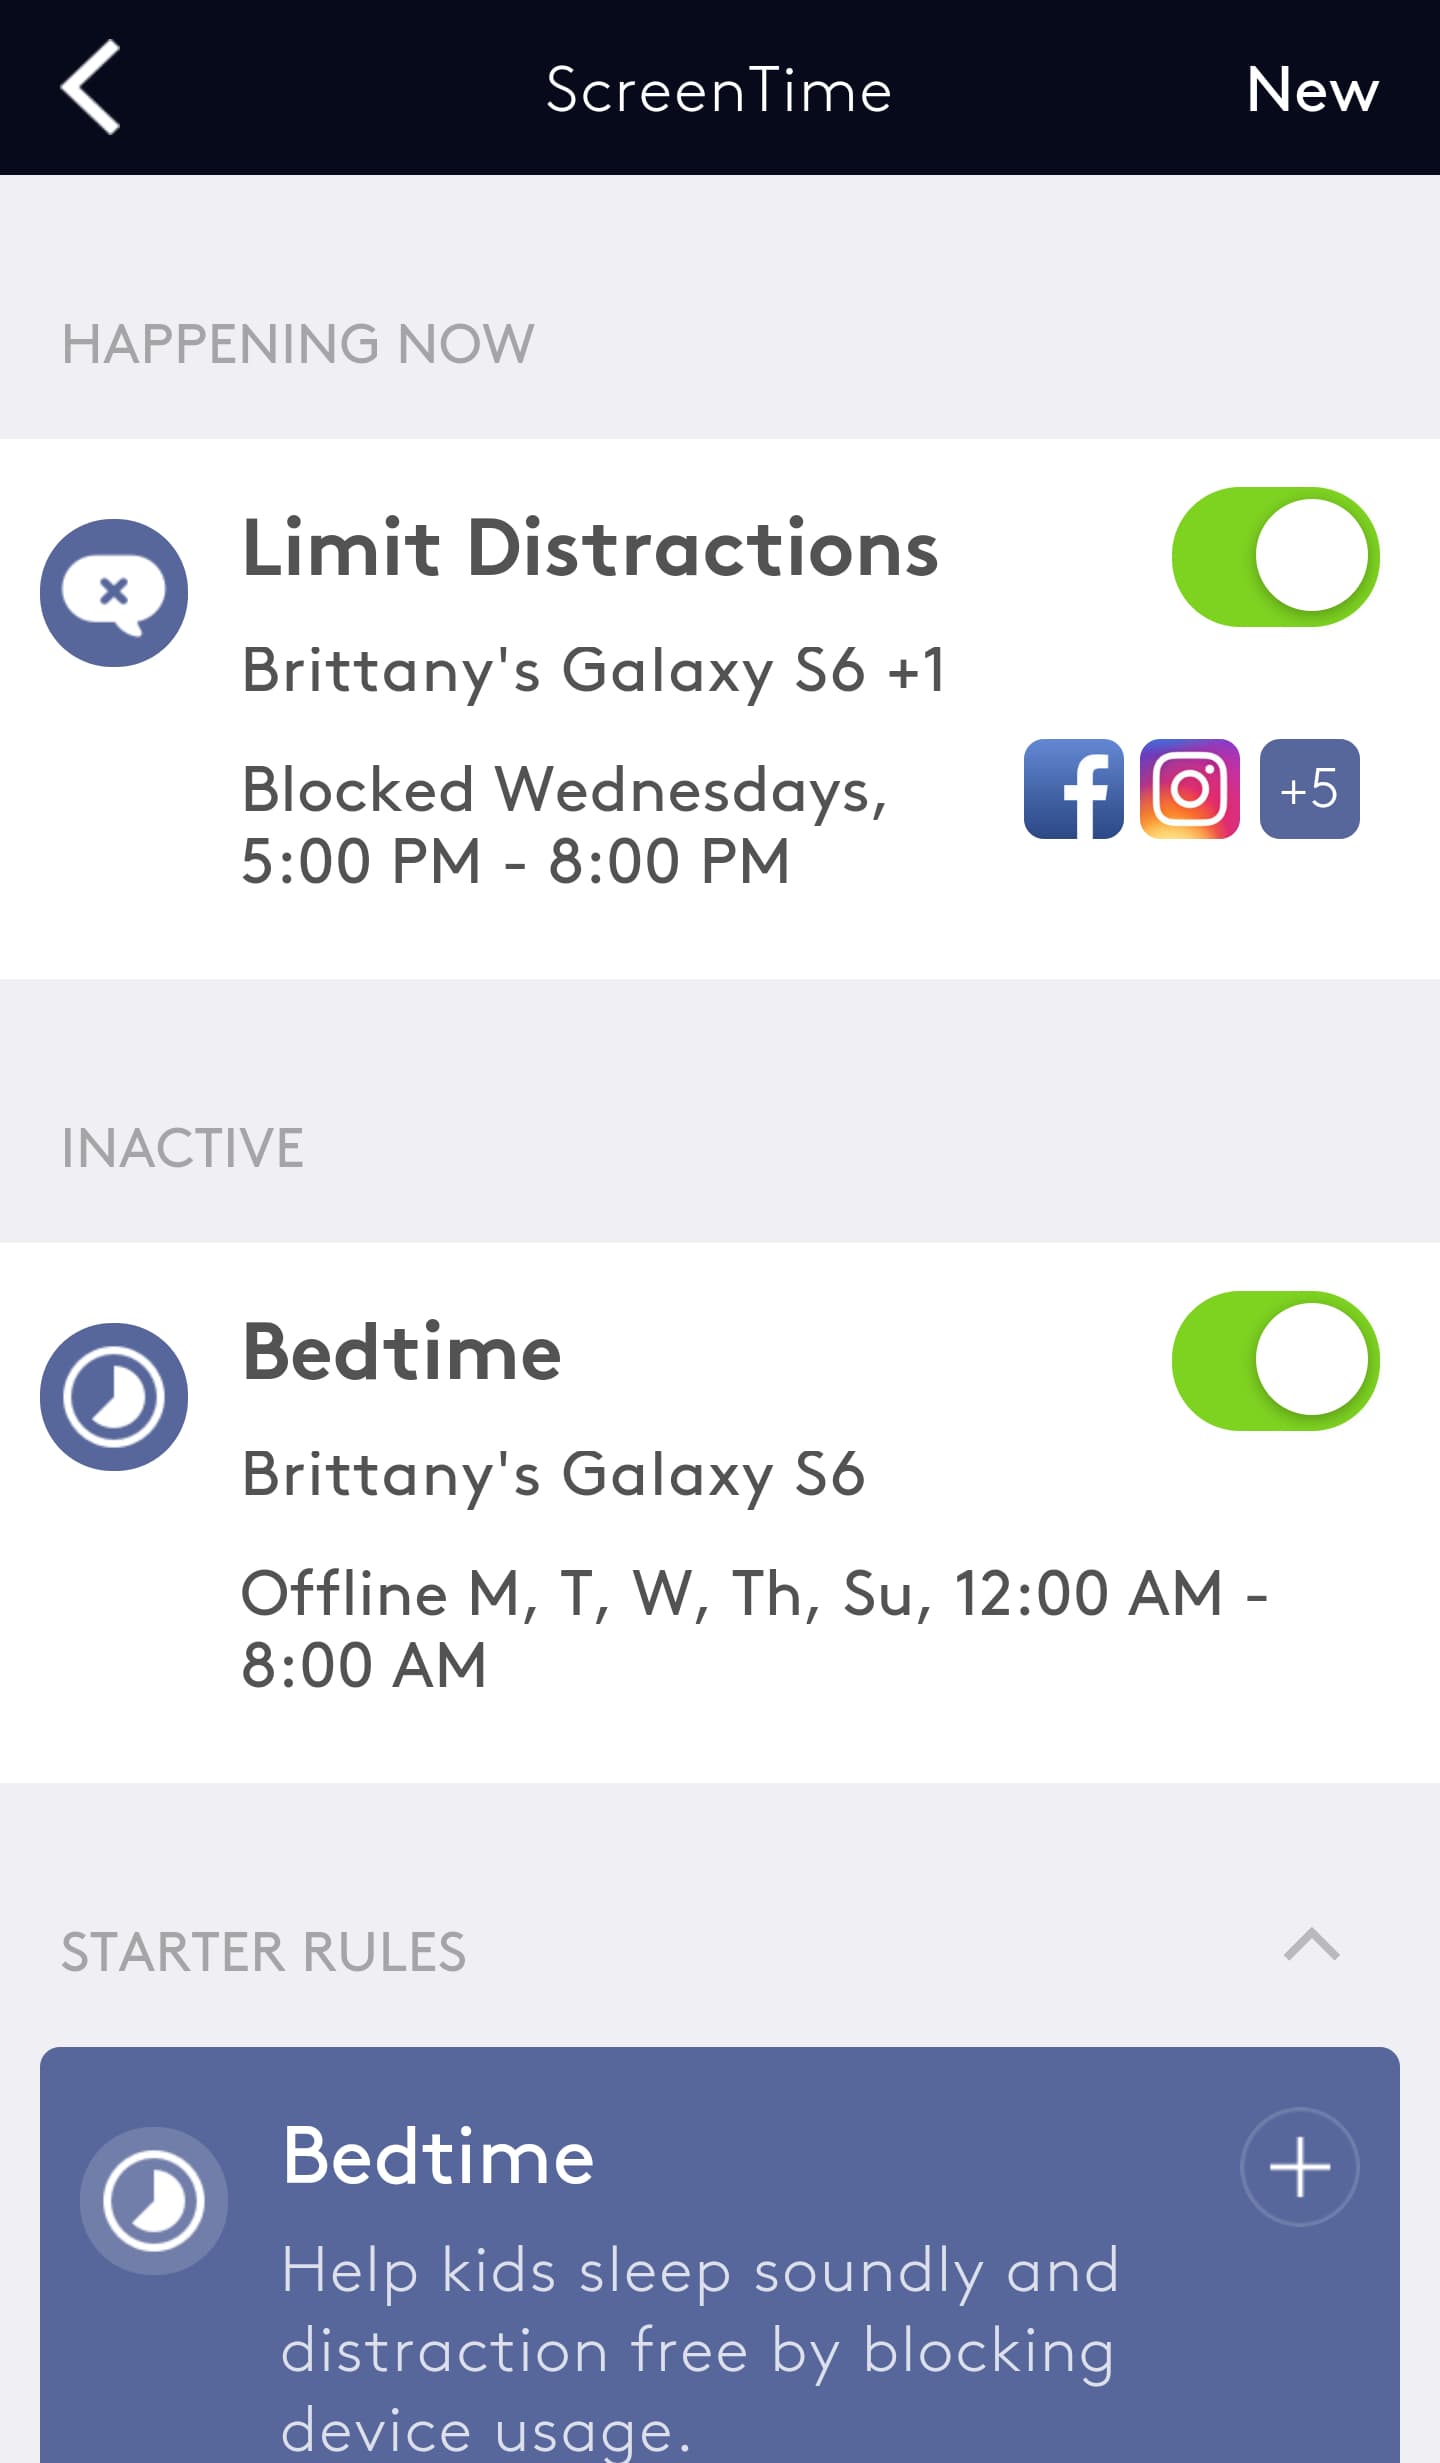 ScreenTime
New
HAPPENING NOW
Limit Distractions
Brittany's Galaxy S6 +1
Blocked Wednesdays,
5:00 PM - 8:00 PM
+5
INACTIVE
Bedtime
Brittany's Galaxy S6
Offline M, T, W, Th, Su, 12:00 AM -
8:00 AM
STARTER RULES
Bedtime
Help kids sleep soundly and
distraction free by blocking
device usage.